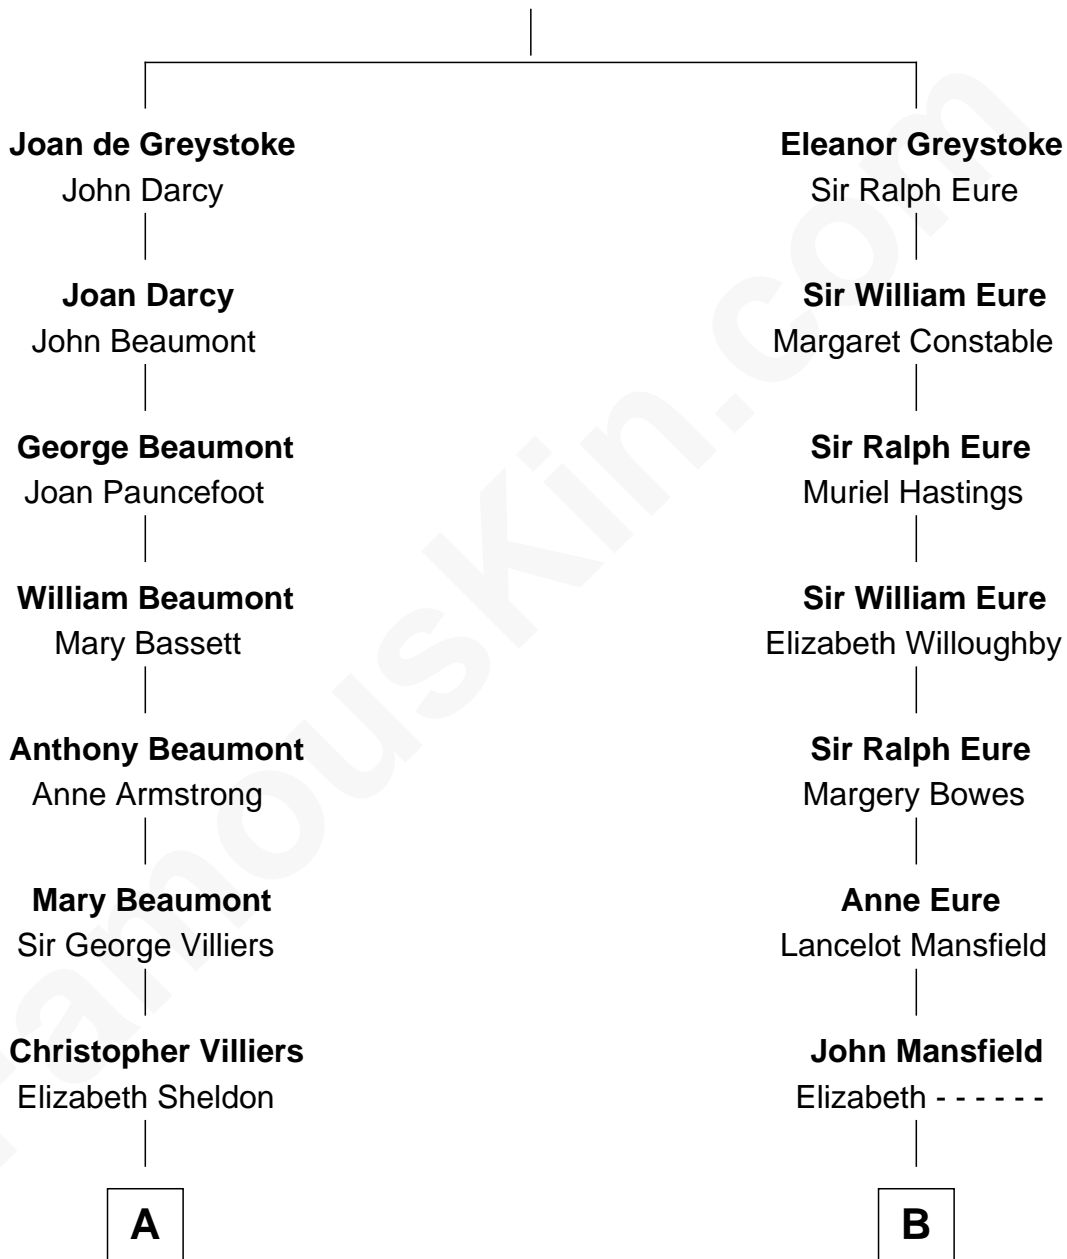 Joan de Greystoke
John Darcy
Joan Darcy
John Beaumont
George Beaumont
Joan Pauncefoot
William Beaumont
Mary Bassett
Anthony Beaumont
Anne Armstrong
Mary Beaumont
Sir George Villiers
Christopher Villiers
Elizabeth Sheldon
A
Eleanor Greystoke
Sir Ralph Eure
Sir William Eure
Margaret Constable
Sir Ralph Eure
Muriel Hastings
Sir William Eure
Elizabeth Willoughby
Sir Ralph Eure
Margery Bowes
Anne Eure
Lancelot Mansfield
John Mansfield
Elizabeth - - - - - -
B
FamousKin.com